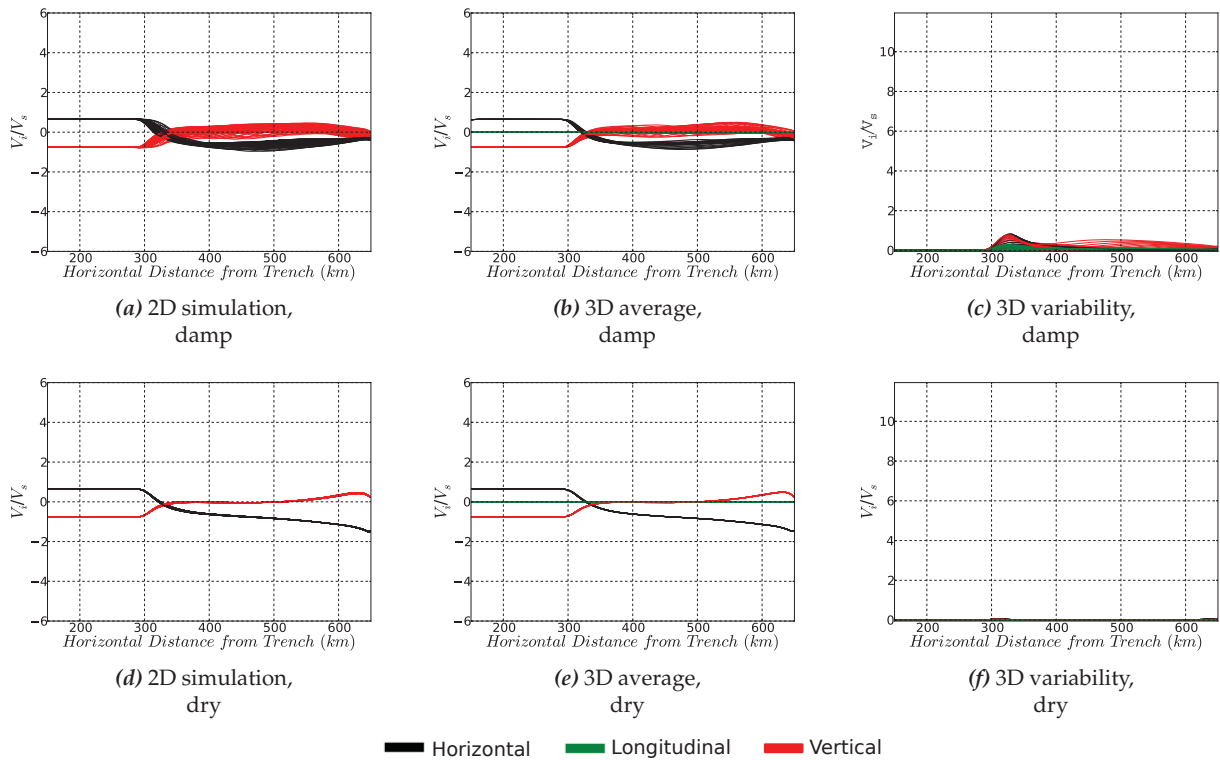 6
4
2
0
−2
−4
−6
V_i/V_s
200 300 400 500 600
Horizontal Distance from Trench (km)
(a) 2D simulation,
damp
6
4
2
0
−2
−4
−6
V_i/V_s
200 300 400 500 600
Horizontal Distance from Trench (km)
(b) 3D average,
damp
10
8
6
4
2
0
V_i/V_s
200 300 400 500 600
Horizontal Distance from Trench (km)
(c) 3D variability,
damp
6
4
2
0
−2
−4
−6
V_i/V_s
200 300 400 500 600
Horizontal Distance from Trench (km)
(d) 2D simulation,
dry
6
4
2
0
−2
−4
−6
V_i/V_s
200 300 400 500 600
Horizontal Distance from Trench (km)
(e) 3D average,
dry
10
8
6
4
2
0
V_i/V_s
200 300 400 500 600
Horizontal Distance from Trench (km)
(f) 3D variability,
dry
Horizontal Longitudinal Vertical